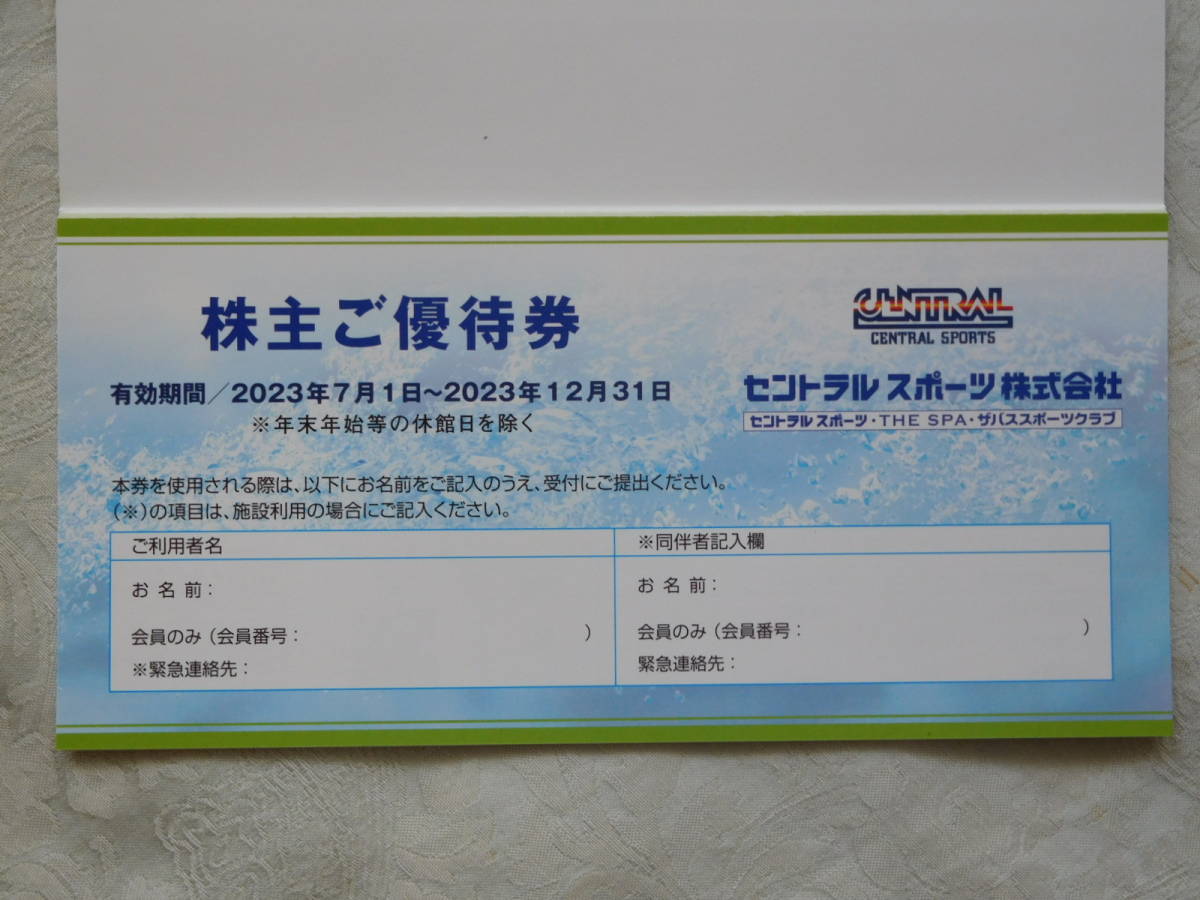 株主ご優待券
有効期間／2023年7月1日〜2023年12月31日
※年末年始等の休館日を除く
CENTRAL
CENTRAL SPORTS
セントラルスポーツ株式会社
セントラルスポーツ・THE SPA・ザバススポーツクラブ
本券を使用される際は、以下にお名前をご記入のうえ、受付にご提出ください。
（※）の項目は、施設利用の場合にご記入ください。
ご利用者名
お 名 前：
会員のみ（会員番号： ）
※緊急連絡先：
※同伴者記入欄
お 名 前：
会員のみ（会員番号： ）
緊急連絡先：